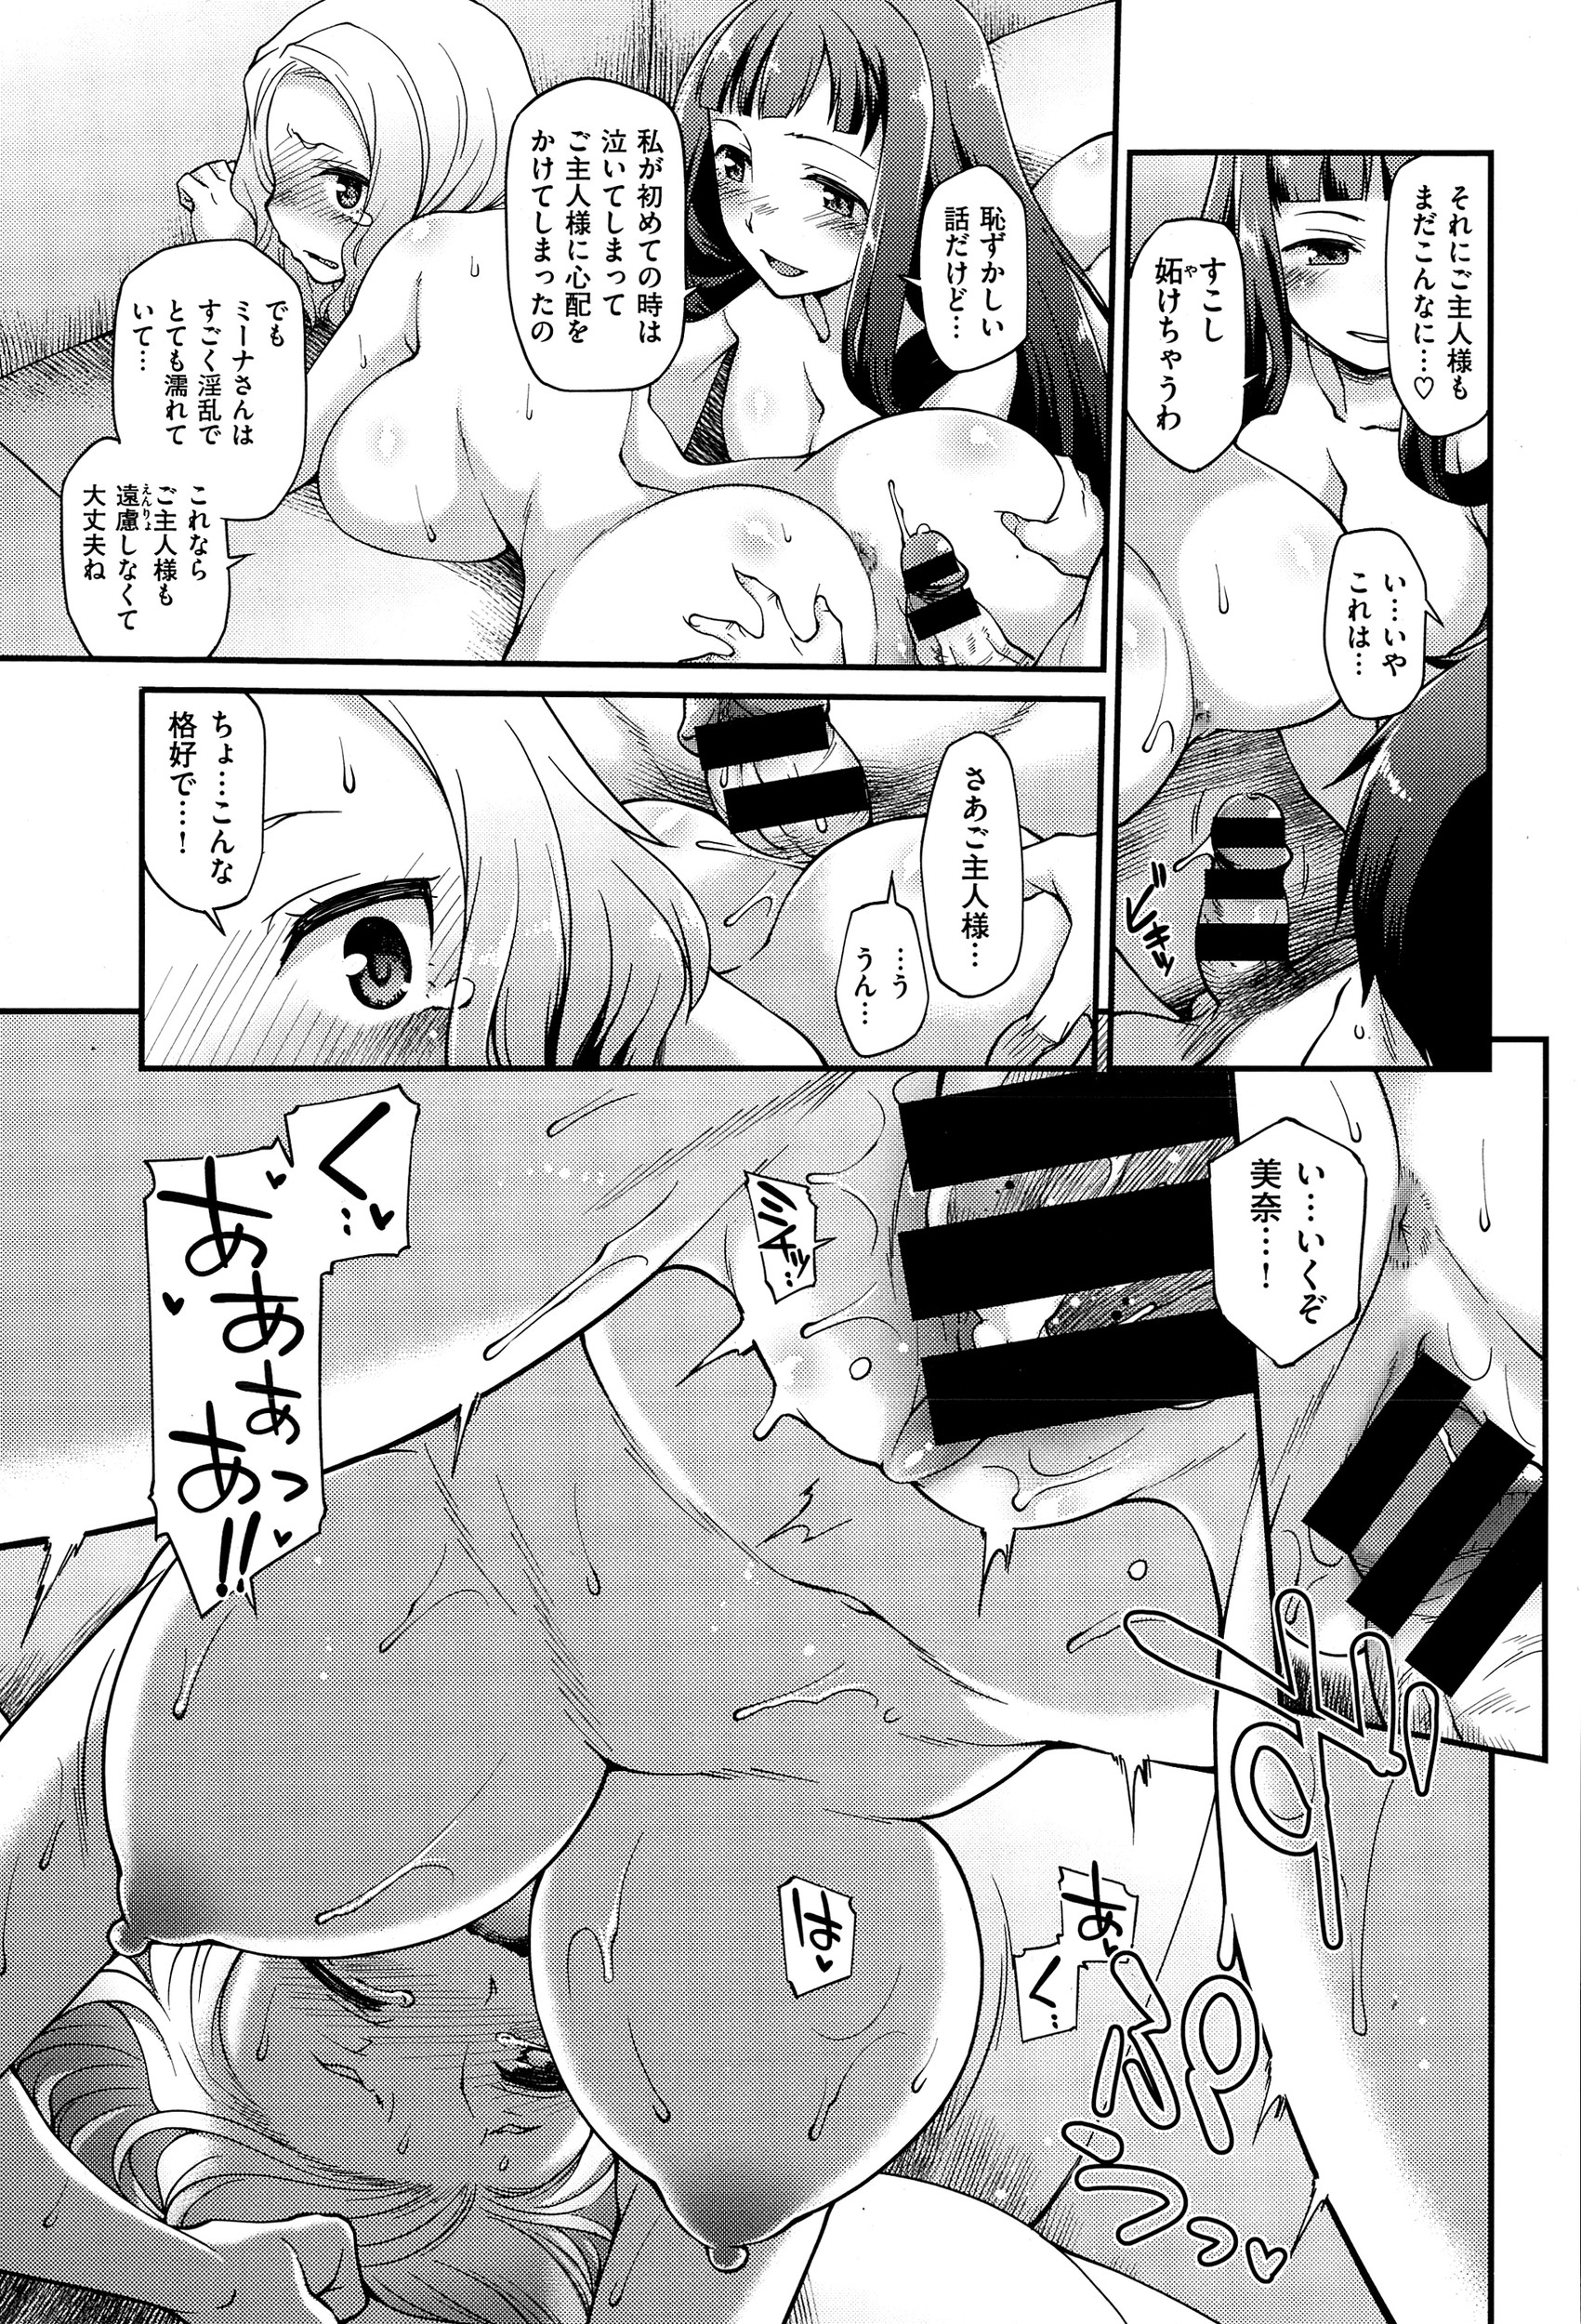 それにご主人様も
まだこんなに…♡
すこし
妬けちゃうわ
や
い…いや
これは…
ビキッ
恥ずかしい
話だけど…
私が初めての時は
泣いてしまって
ご主人様に心配を
かけてしまったの
でも
ミーナさんは
すごく淫乱で
とても濡れて
いて…
これなら
ご主人様も
遠慮しなくて
えんりょ
大丈夫ね
さあご主人様…
…う
うん…
ちょ…こんな
格好で…！
い…いくぞ
美奈…！
く…♥
あああぁ
あっ!!♥
は♥
あ♥
く…